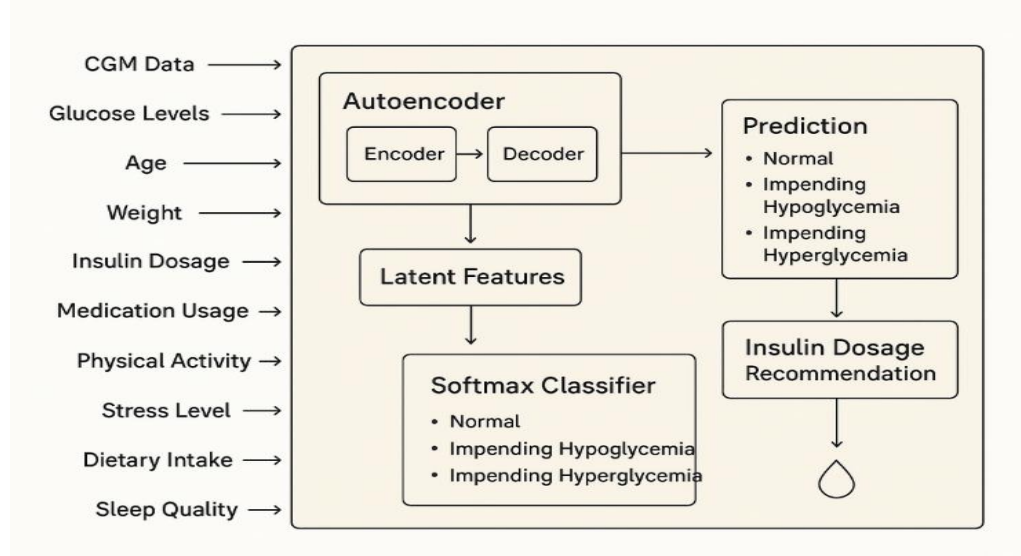 CGM Data
Glucose Levels
Age
Weight
Insulin Dosage
Medication Usage
Physical Activity
Stress Level
Dietary Intake
Sleep Quality
Autoencoder
Encoder
Decoder
Latent Features
Softmax Classifier
• Normal
• Impending Hypoglycemia
• Impending Hyperglycemia
Prediction
• Normal
• Impending
Hypoglycemia
• Impending
Hyperglycemia
Insulin Dosage
Recommendation